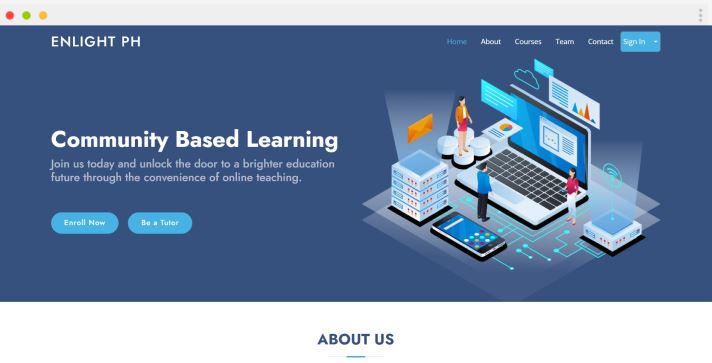 ENLIGHT PH
Home About Courses Team Contact Sign In
Community Based Learning
Join us today and unlock the door to a brighter education
future through the convenience of online teaching.
Enroll Now Be a Tutor
ABOUT US